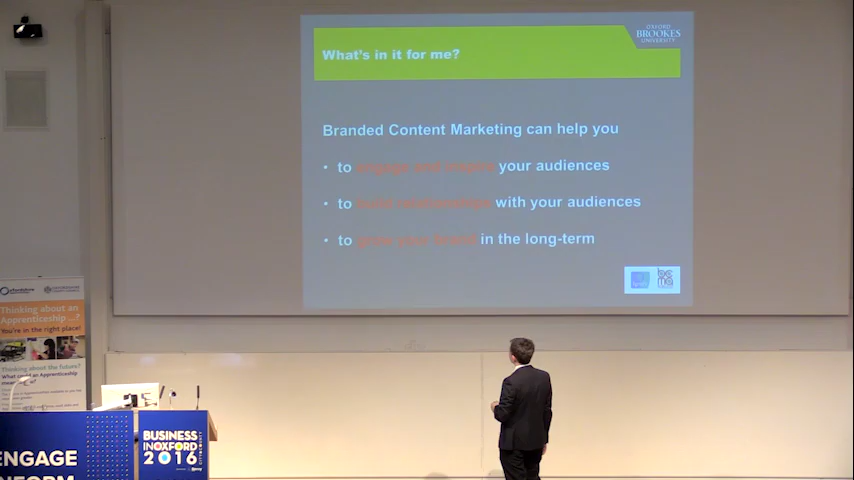 OXFORD
BROOKES
UNIVERSITY
What's in it for me?
Branded Content Marketing can help you
• to engage and inspire your audiences
• to build relationships with your audiences
• to grow your brand in the long-term
Thinking about an
Apprenticeship ...?
You're in the right place!
Thinking about the future?
ENGAGE
BUSINESS
INOXFORD
2016